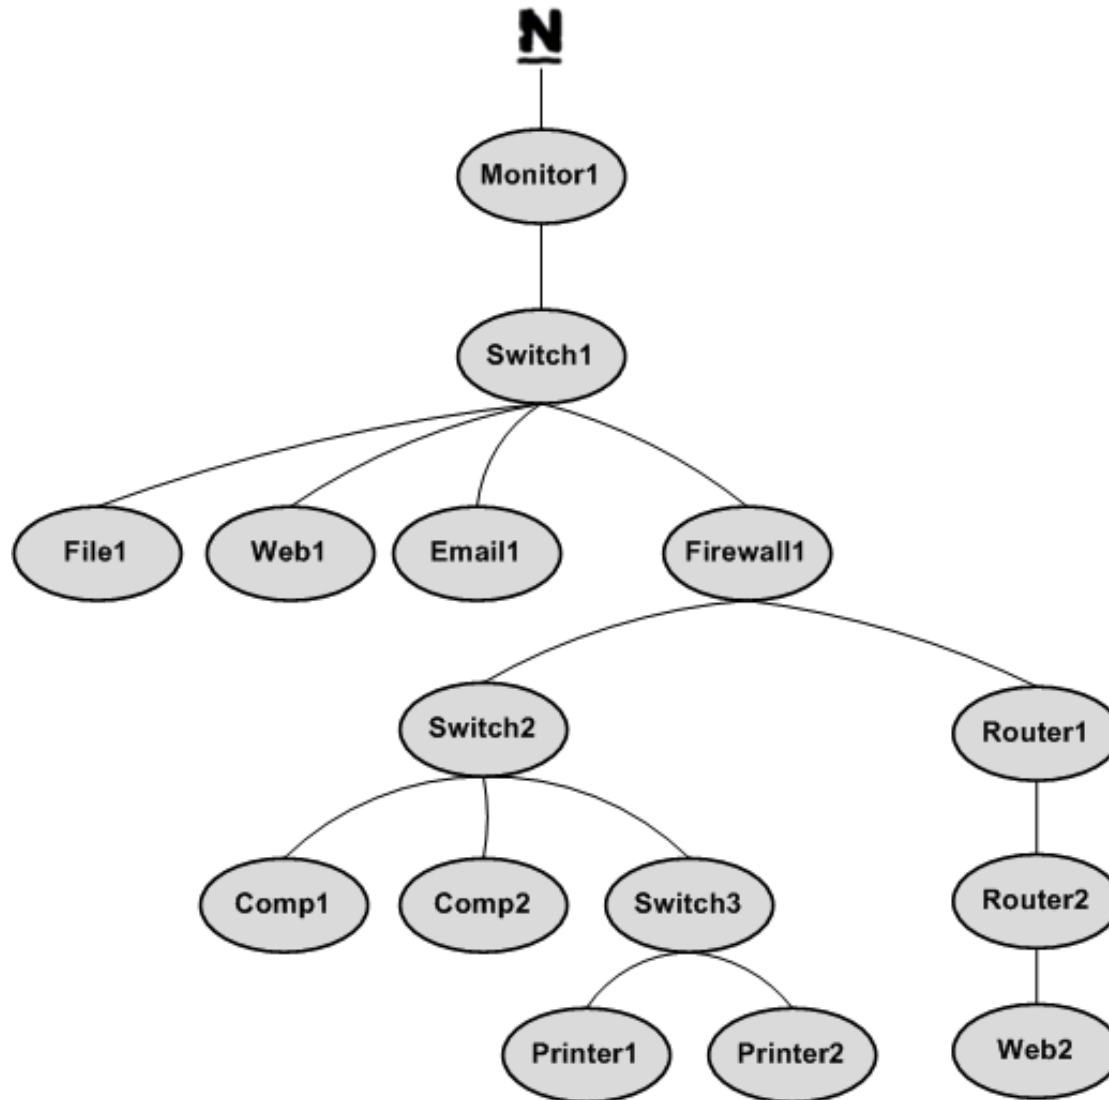 N
Monitor1
Switch1
File1 Web1 Email1 Firewall1
Switch2 Router1
Comp1 Comp2 Switch3 Router2
Printer1 Printer2 Web2